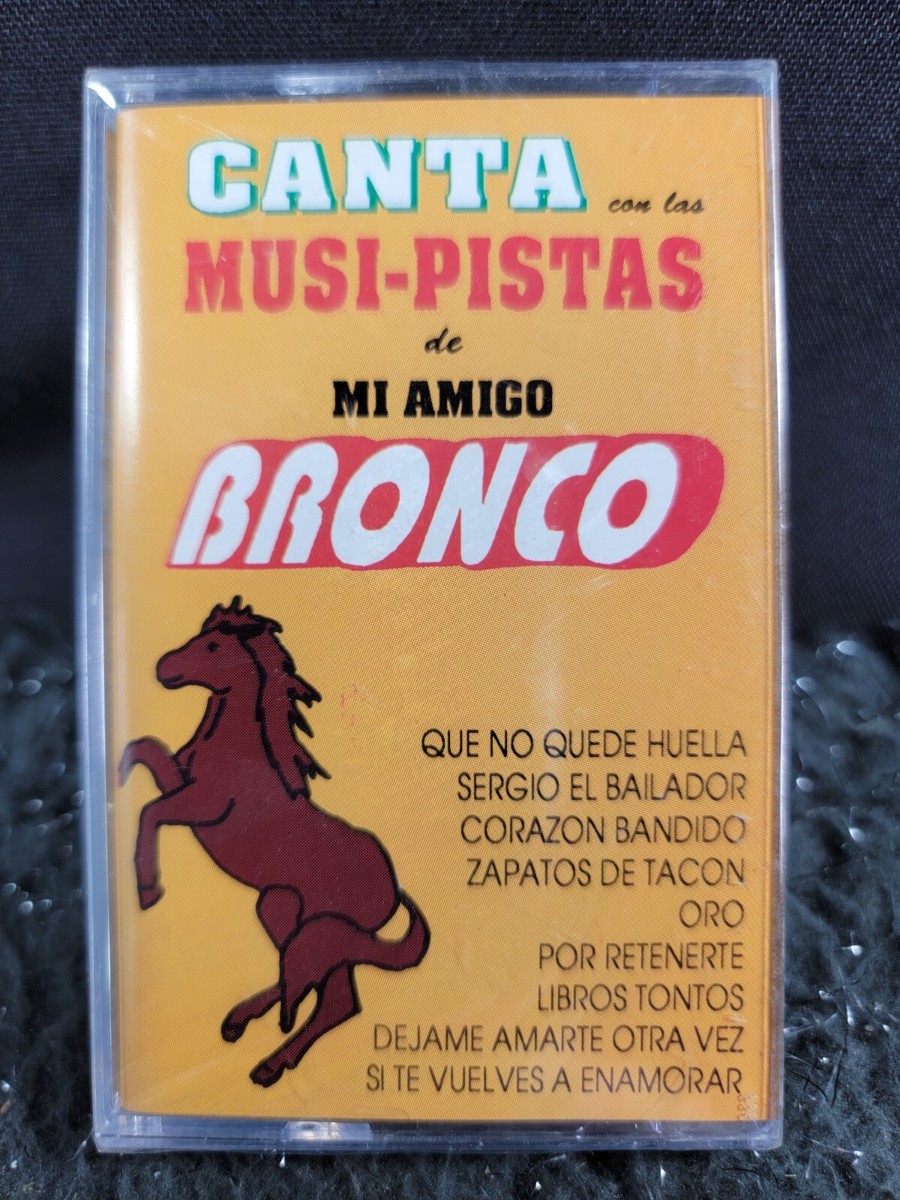 CANTA con las
MUSI-PISTAS
de
MI AMIGO
BRONCO
QUE NO QUEDE HUELLA
SERGIO EL BAILADOR
CORAZON BANDIDO
ZAPATOS DE TACON
ORO
POR RETENERTE
LIBROS TONTOS
DEJAME AMARTE OTRA VEZ
SI TE VUELVES A ENAMORAR